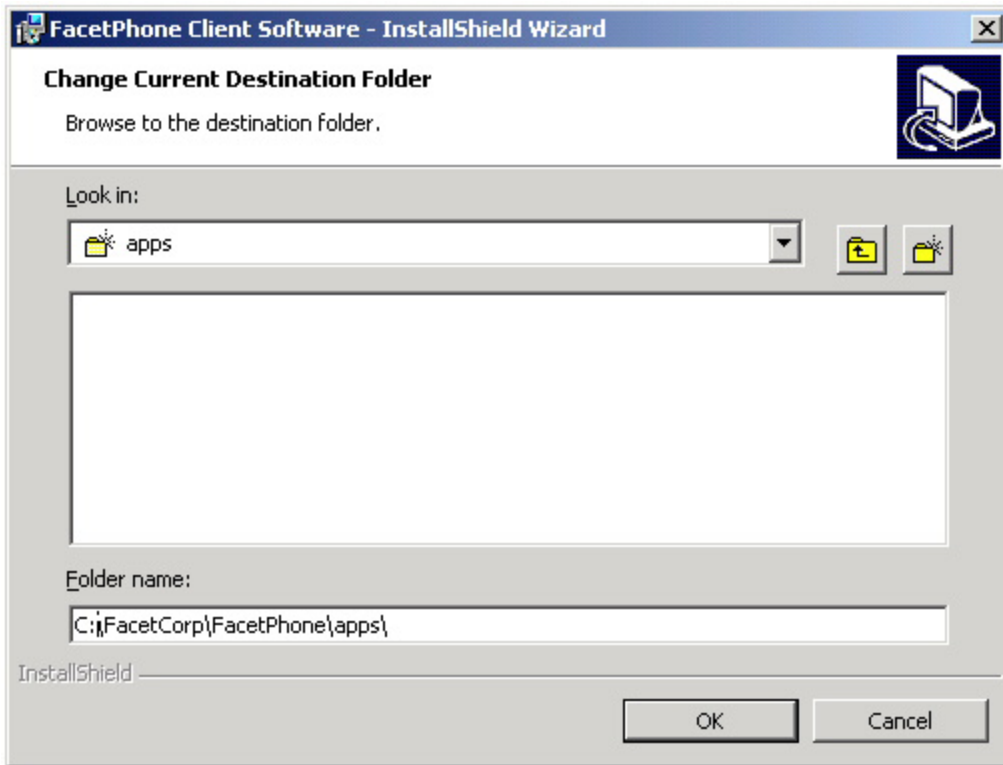 FacetPhone Client Software - InstallShield Wizard
Change Current Destination Folder
Browse to the destination folder.
Look in:
apps
Folder name:
C:\FacetCorp\FacetPhone\apps\
InstallShield
OK Cancel